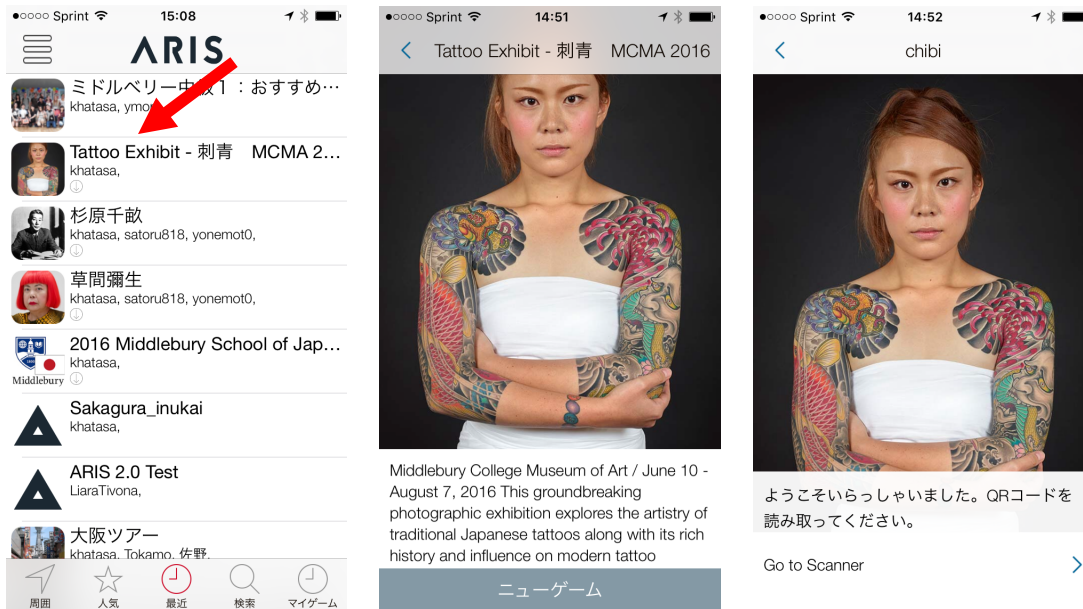 Sprint 15:08
ARIS
ミドルベリー中級１：おすすめ…
khatasa, ymor
Tattoo Exhibit - 刺青　MCMA 2...
khatasa,
杉原千畝
khatasa, satoru818, yonemot0,
草間彌生
khatasa, satoru818, yonemot0,
2016 Middlebury School of Jap...
khatasa,
Middlebury
Sakagura_inukai
khatasa,
ARIS 2.0 Test
LiaraTivona,
大阪ツアー
khatasa, Tokamo, 佐野,
周囲 人気 最近 検索 マイゲーム
Sprint 14:51
Tattoo Exhibit - 刺青　MCMA 2016
Middlebury College Museum of Art / June 10 -
August 7, 2016 This groundbreaking
photographic exhibition explores the artistry of
traditional Japanese tattoos along with its rich
history and influence on modern tattoo
ニューゲーム
Sprint 14:52
chibi
ようこそいらっしゃいました。QRコードを
読み取ってください。
Go to Scanner